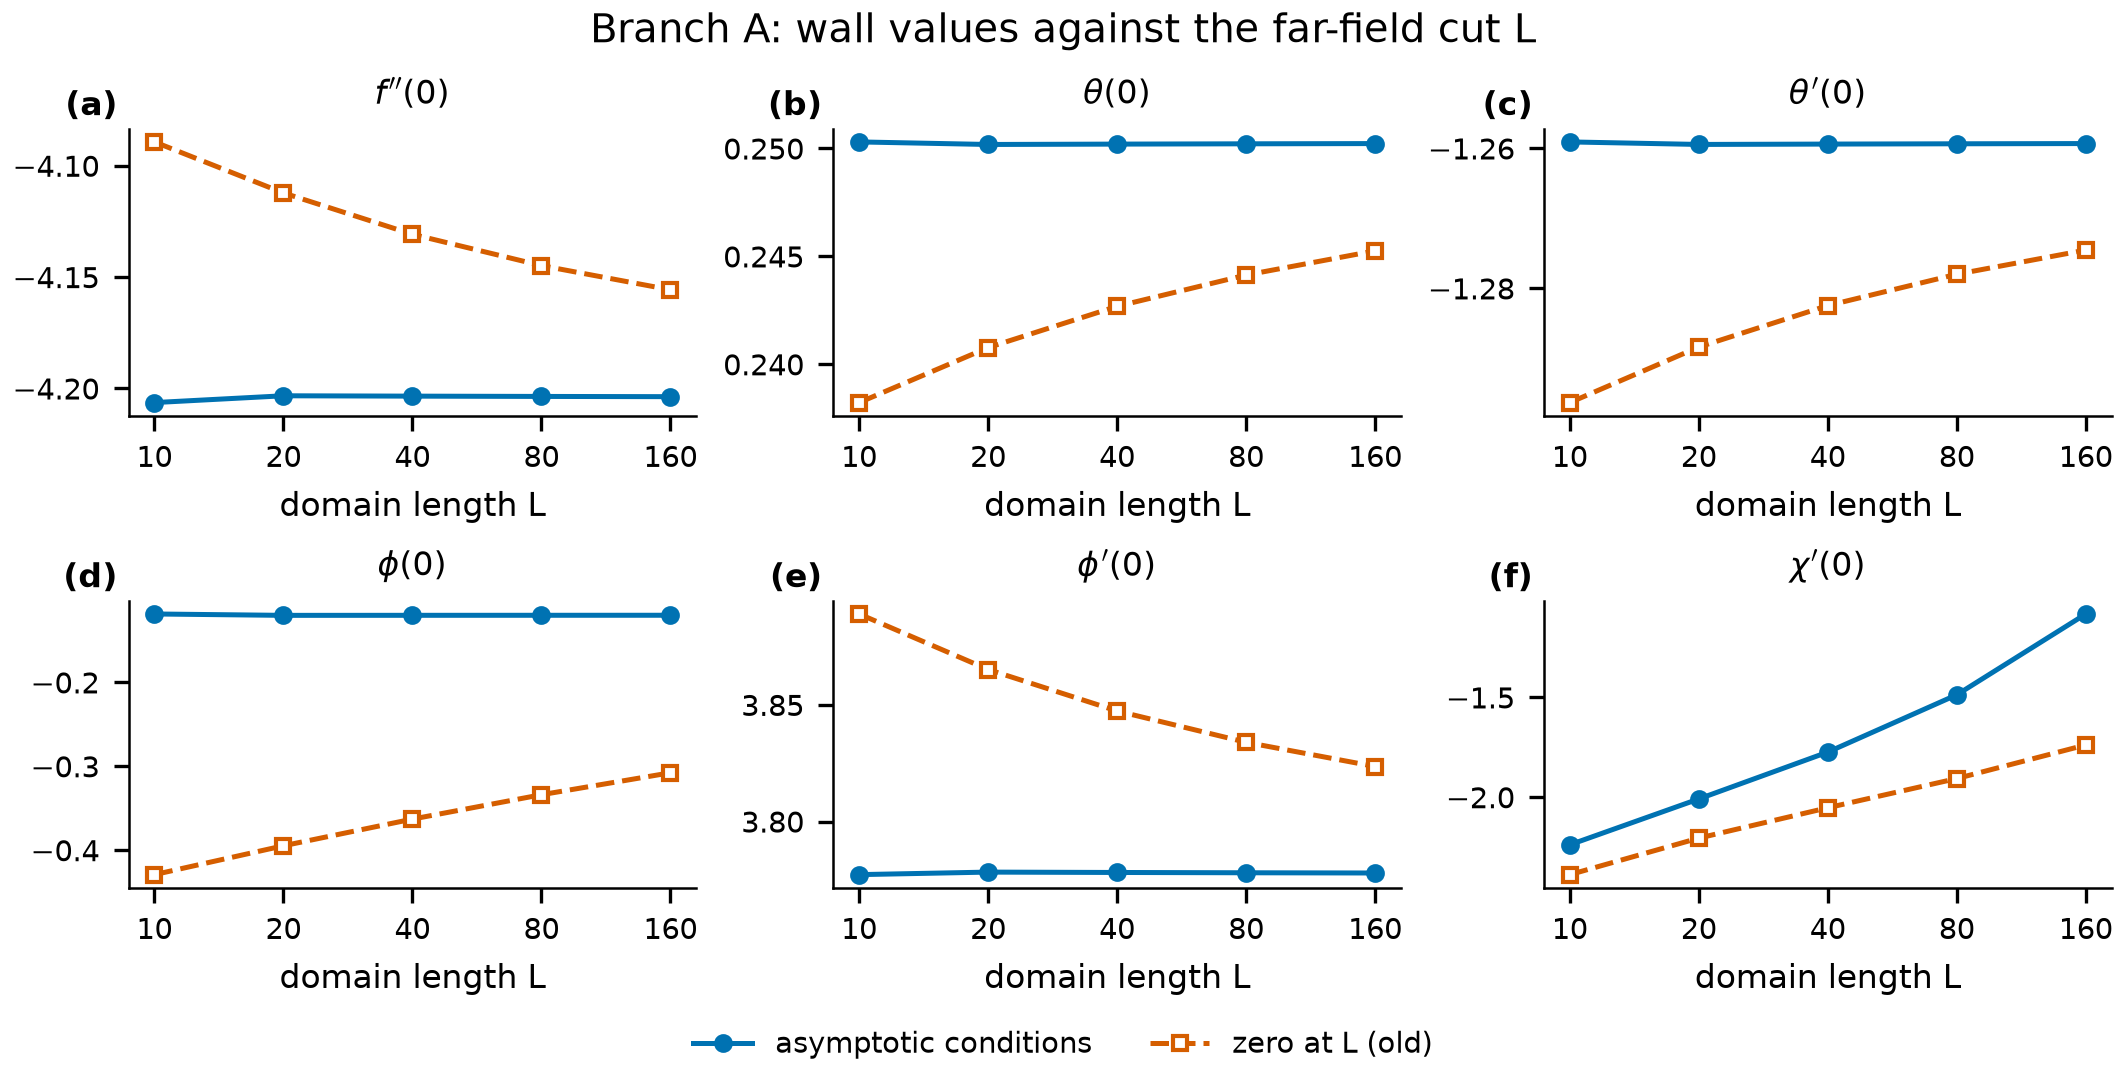 Branch A: wall values against the far-field cut L
(a) f″(0)
−4.10
−4.15
−4.20
10 20 40 80 160
domain length L
(b) θ(0)
0.250
0.245
0.240
10 20 40 80 160
domain length L
(c) θ′(0)
−1.26
−1.28
10 20 40 80 160
domain length L
(d) ϕ(0)
−0.2
−0.3
−0.4
10 20 40 80 160
domain length L
(e) ϕ′(0)
3.85
3.80
10 20 40 80 160
domain length L
(f) χ′(0)
−1.5
−2.0
10 20 40 80 160
domain length L
asymptotic conditions
zero at L (old)